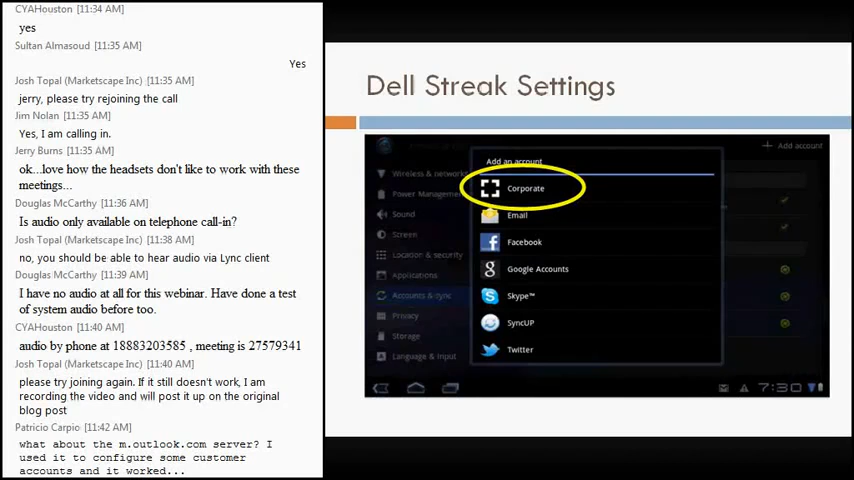 CYAHouston [11:34 AM]
yes
Sultan Almasoud [11:35 AM]
Yes
Josh Topal (Marketscape Inc) [11:35 AM]
jerry, please try rejoining the call
Jim Nolan [11:35 AM]
Yes, I am calling in.
Jerry Burns [11:35 AM]
ok...love how the headsets don't like to work with these
meetings...
Douglas McCarthy [11:36 AM]
Is audio only available on telephone call-in?
Josh Topal (Marketscape Inc) [11:38 AM]
no, you should be able to hear audio via Lync client
Douglas McCarthy [11:39 AM]
I have no audio at all for this webinar. Have done a test
of system audio before too.
CYAHouston [11:40 AM]
audio by phone at 18883203585 , meeting is 27579341
Josh Topal (Marketscape Inc) [11:40 AM]
please try joining again. If it still doesn't work, I am
recording the video and will post it up on the original
blog post
Patricio Carpio [11:42 AM]
what about the m.outlook.com server? I
used it to configure some customer
accounts and it worked...
Dell Streak Settings
Add account
Wireless & networks
Power Management
Sound
Screen
Location & security
Applications
Accounts & sync
Privacy
Storage
Language & input
Add an account
Corporate
Email
Facebook
Google Accounts
Skype™
SyncUP
Twitter
7:30